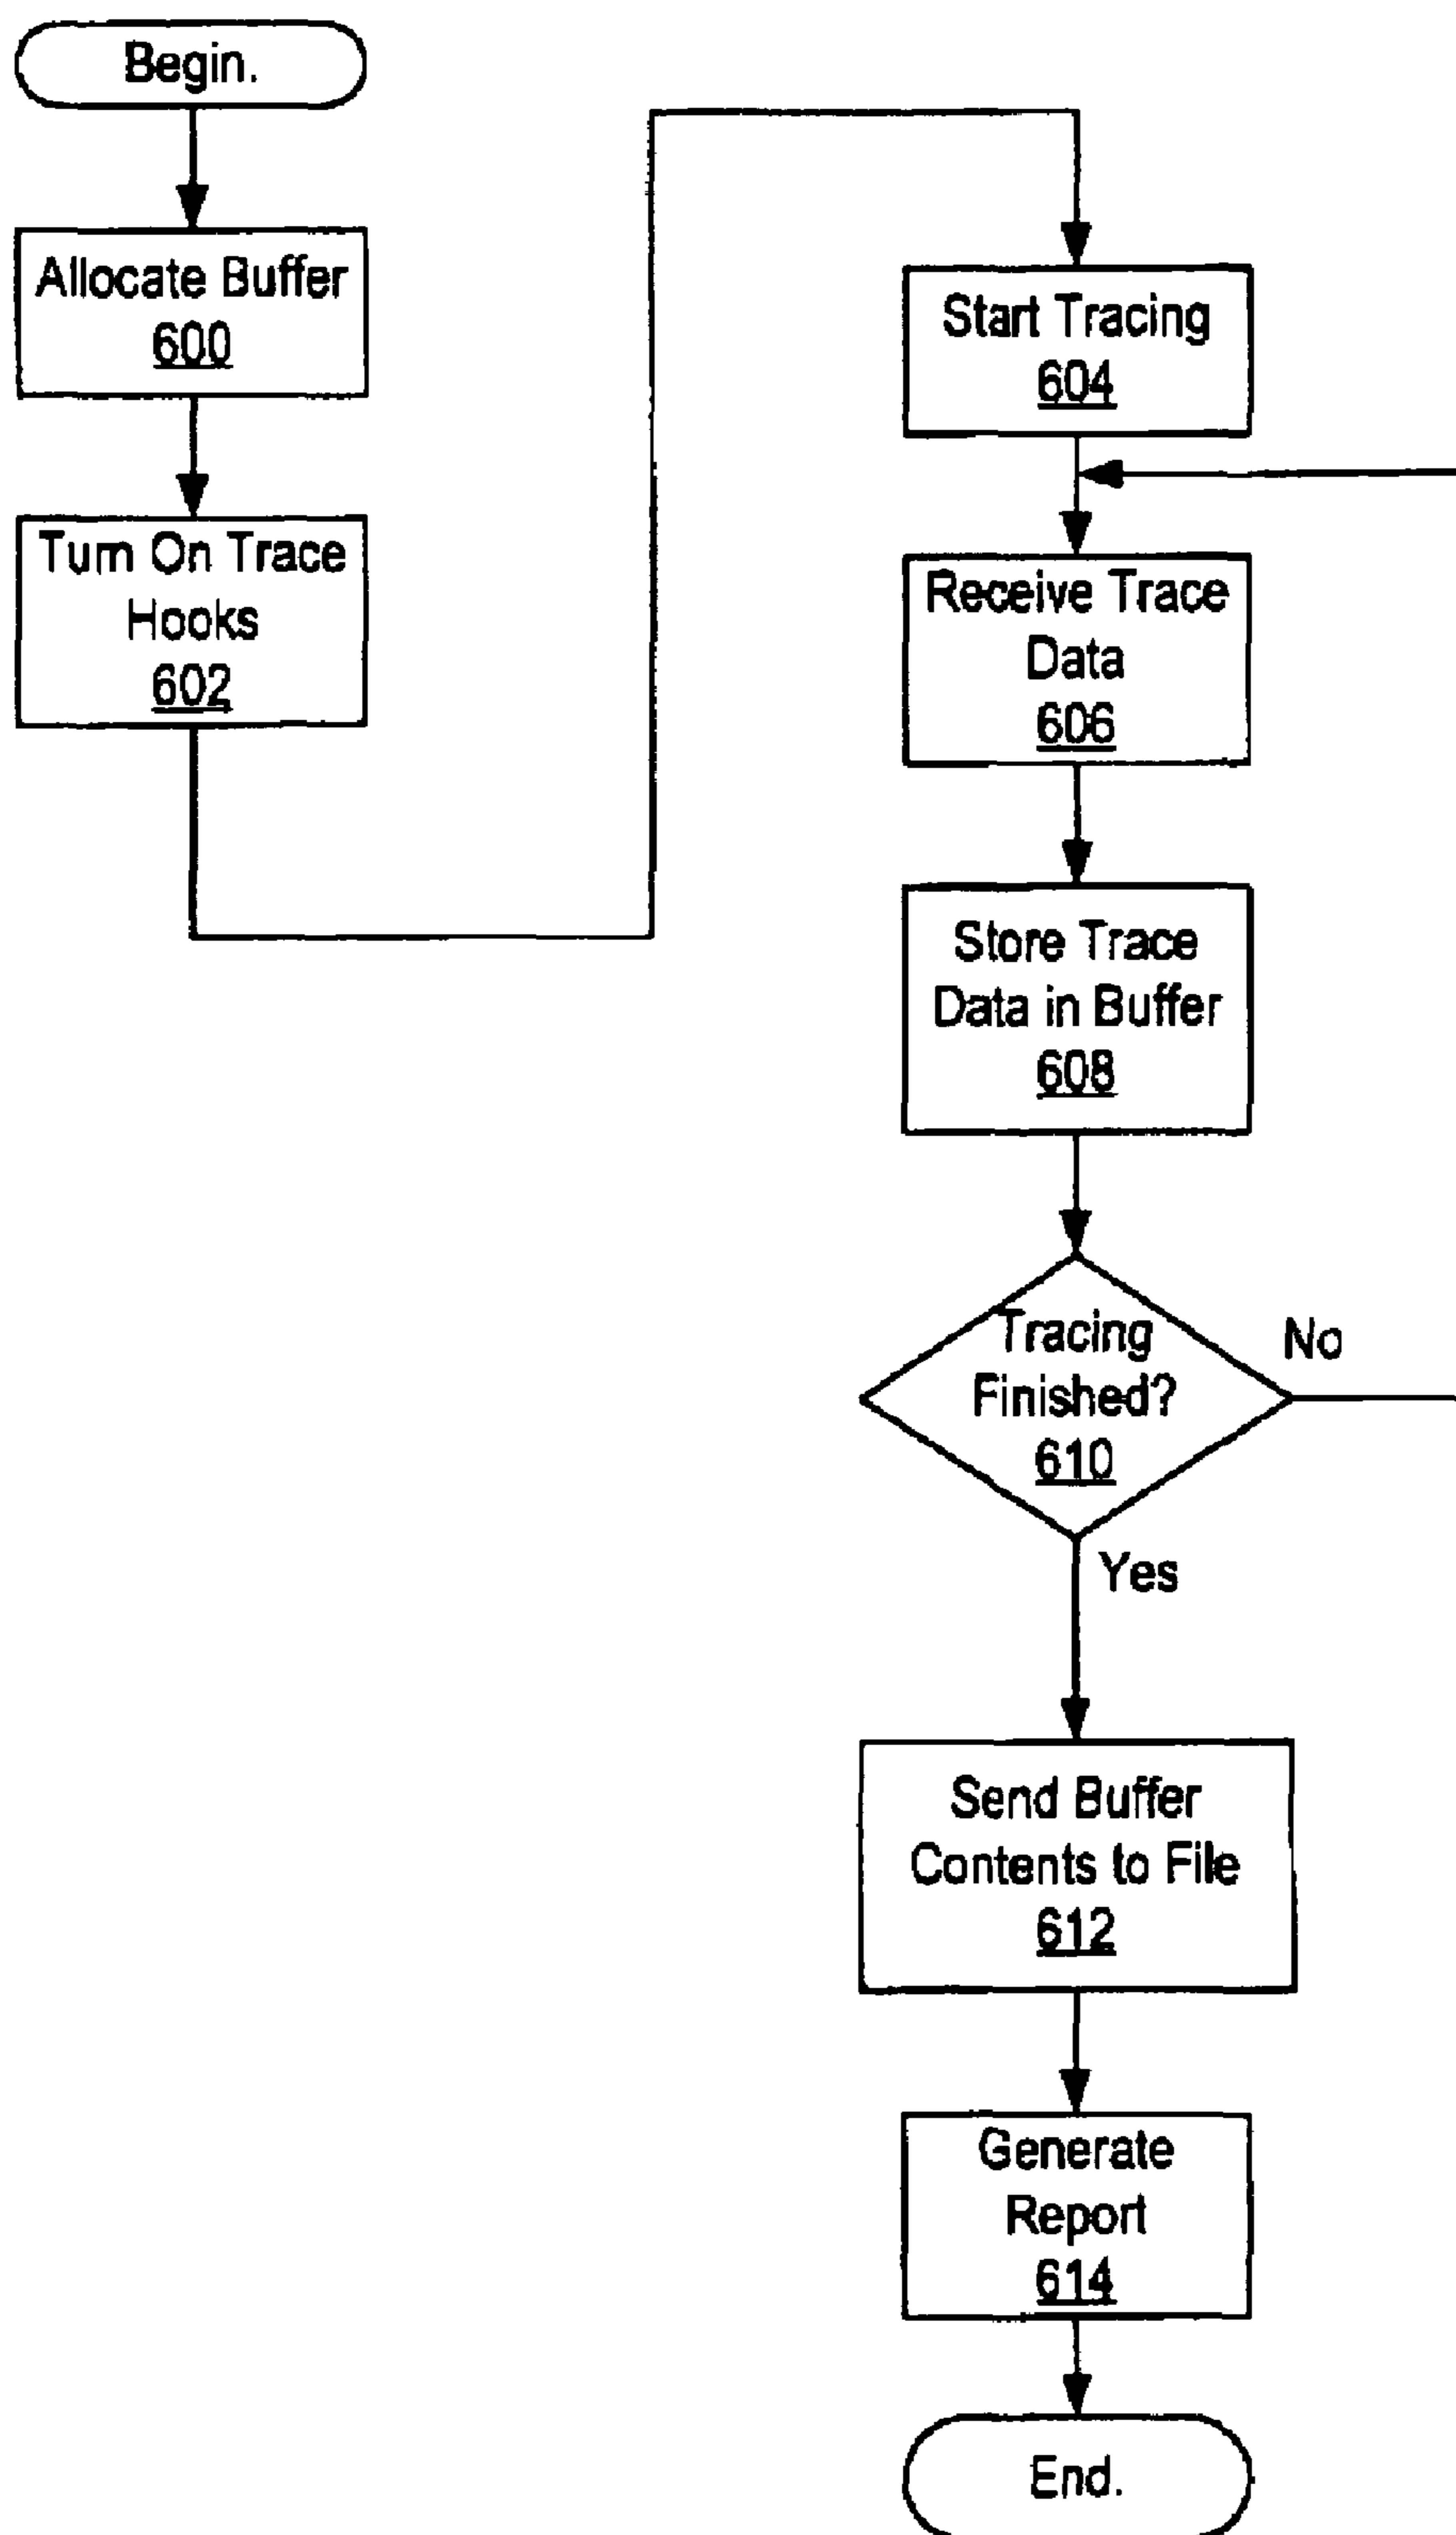 Begin.
Allocate Buffer
600
Turn On Trace
Hooks
602
Start Tracing
604
Receive Trace
Data
606
Store Trace
Data in Buffer
608
Tracing
Finished?
610
No
Yes
Send Buffer
Contents to File
612
Generate
Report
614
End.